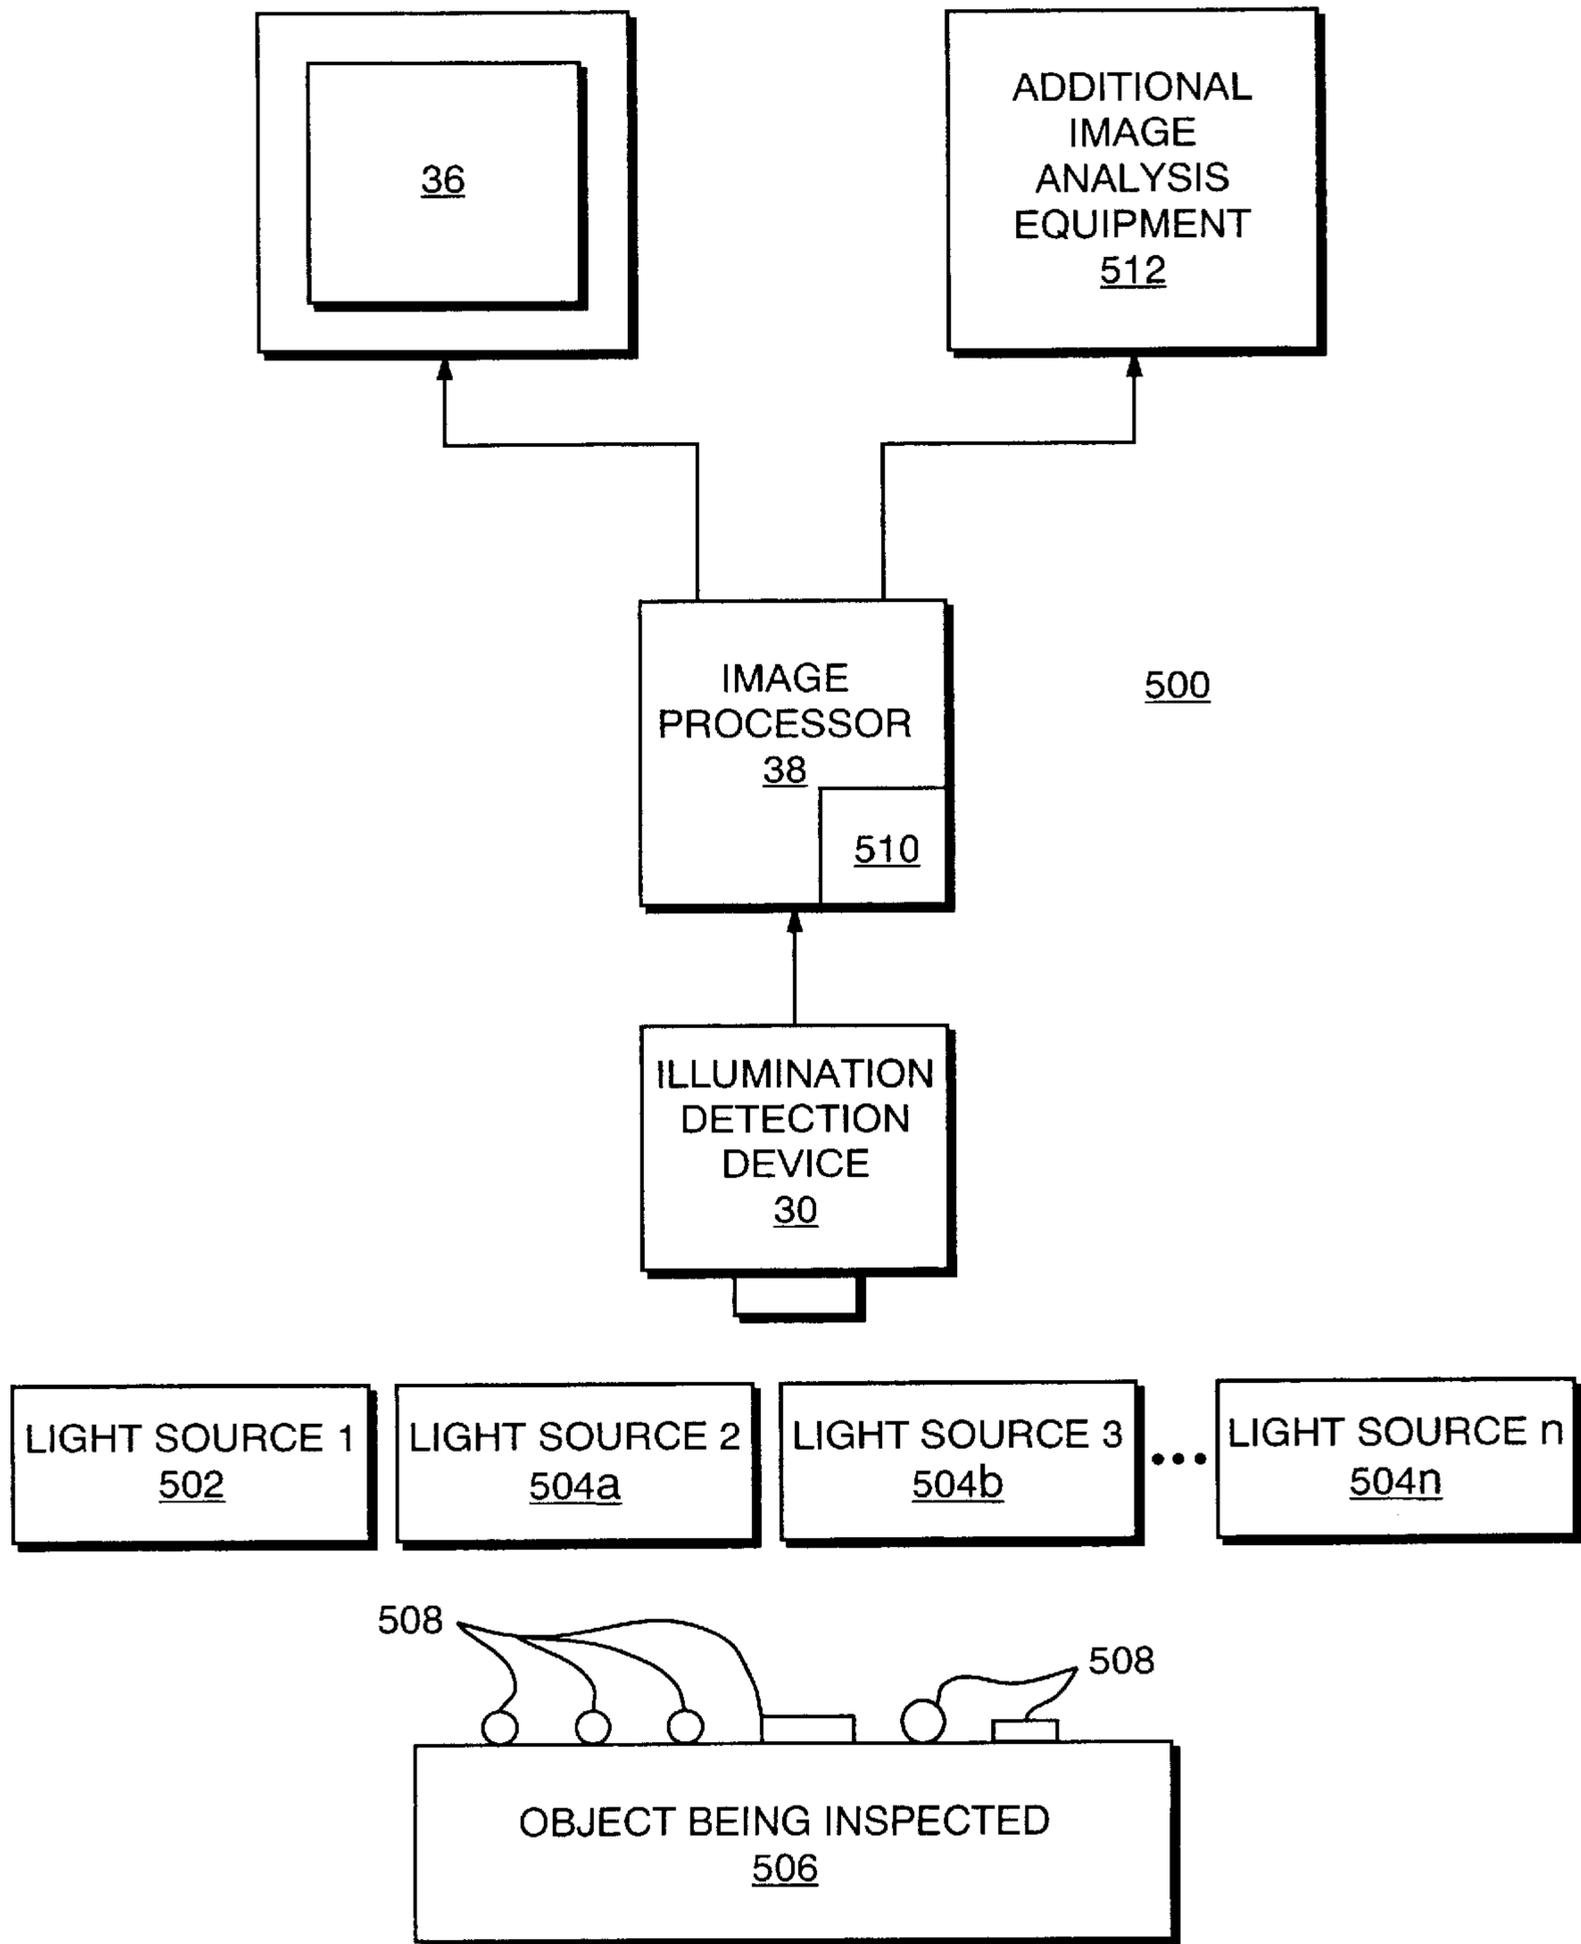 36
ADDITIONAL
IMAGE
ANALYSIS
EQUIPMENT
512
IMAGE
PROCESSOR
38
510
500
ILLUMINATION
DETECTION
DEVICE
30
LIGHT SOURCE 1
502
LIGHT SOURCE 2
504a
LIGHT SOURCE 3
504b
•••
LIGHT SOURCE n
504n
508
508
OBJECT BEING INSPECTED
506